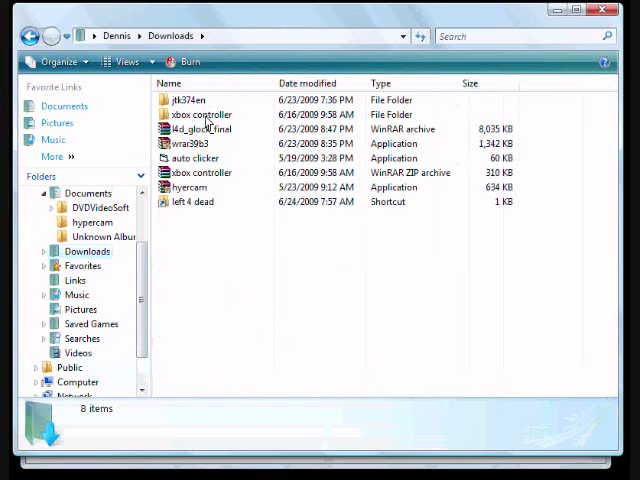 Dennis Downloads Search
Organize Views Burn
Favorite Links
Documents
Pictures
Music
More »
Folders
Documents
DVDVideoSoft
hypercam
Unknown Albur
Downloads
Favorites
Links
Music
Pictures
Saved Games
Searches
Videos
Public
Computer
Network
Name Date modified Type Size
jtk374en 6/23/2009 7:36 PM File Folder
xbox controller 6/16/2009 9:58 AM File Folder
l4d_glock_final 6/23/2009 8:47 PM WinRAR archive 8,035 KB
wrar39b3 6/23/2009 8:35 PM Application 1,342 KB
auto clicker 5/19/2009 3:28 PM Application 60 KB
xbox controller 6/16/2009 9:58 AM WinRAR ZIP archive 310 KB
hyercam 5/23/2009 9:12 AM Application 634 KB
left 4 dead 6/24/2009 7:57 AM Shortcut 1 KB
8 items